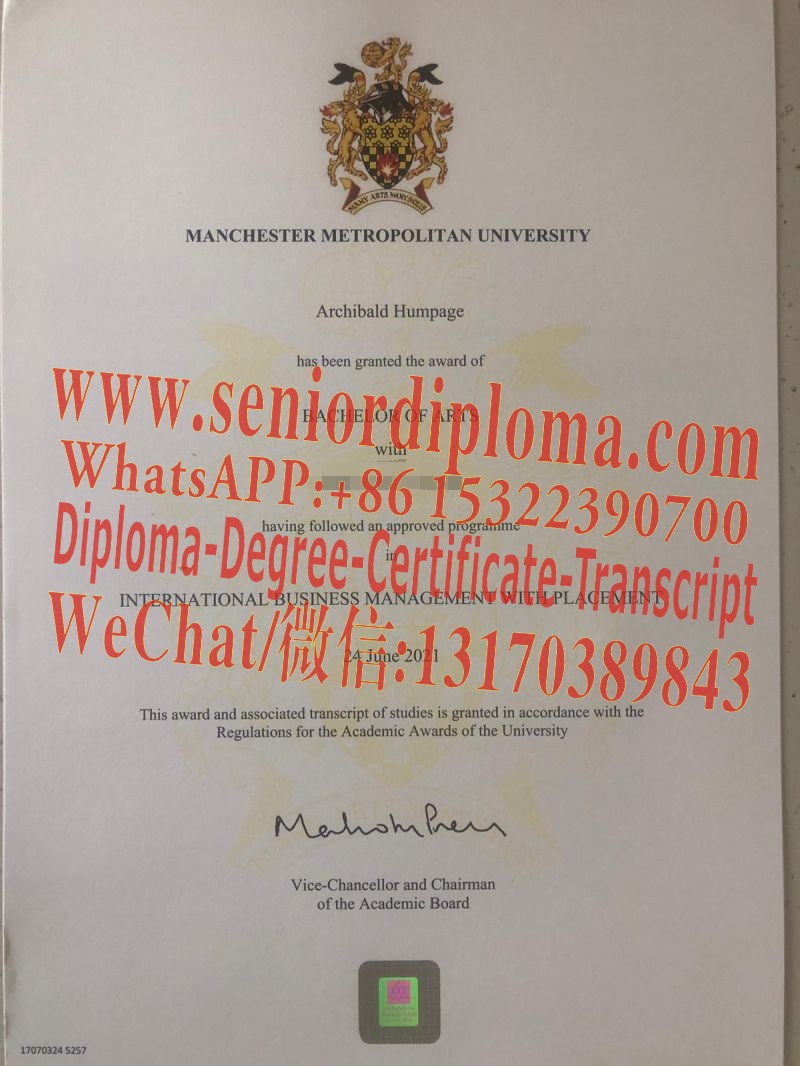 MANY ARTS, MANY SKILLS
MANCHESTER METROPOLITAN UNIVERSITY
Archibald Humpage
has been granted the award of
www.seniordiploma.com
BACHELOR OF ARTS
with
WhatsAPP:+86 15322390700
having followed an approved programme
Diploma-Degree-Certificate-Transcript
in
INTERNATIONAL BUSINESS MANAGEMENT WITH PLACEMENT
WeChat/微信:13170389843
24 June 2021
This award and associated transcript of studies is granted in accordance with the
Regulations for the Academic Awards of the University
Vice-Chancellor and Chairman
of the Academic Board
17070324 5257